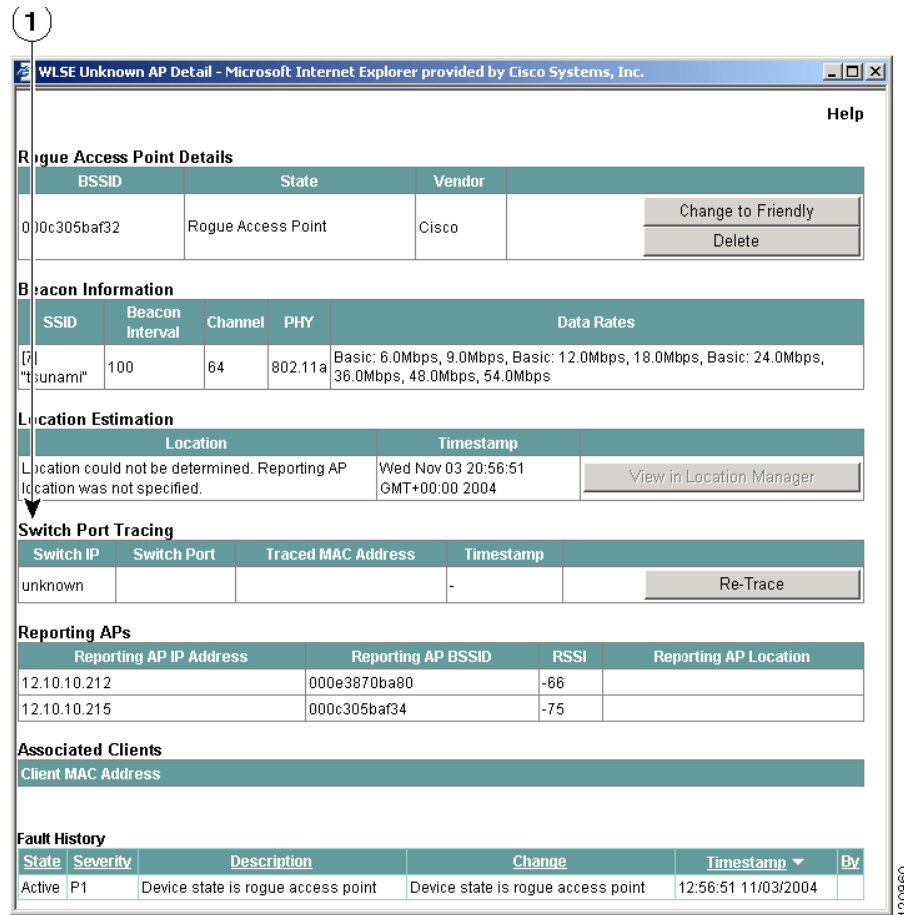 1
WLSE Unknown AP Detail - Microsoft Internet Explorer provided by Cisco Systems, Inc.
Help
Rogue Access Point Details
BSSID State Vendor
000c305baf32 Rogue Access Point Cisco
Change to Friendly
Delete
Beacon Information
SSID Beacon Interval Channel PHY Data Rates
[7] "tsunami" 100 64 802.11a Basic: 6.0Mbps, 9.0Mbps, Basic: 12.0Mbps, 18.0Mbps, Basic: 24.0Mbps,
36.0Mbps, 48.0Mbps, 54.0Mbps
Location Estimation
Location Timestamp
Location could not be determined. Reporting AP
location was not specified.
Wed Nov 03 20:56:51
GMT+00:00 2004
View in Location Manager
Switch Port Tracing
Switch IP Switch Port Traced MAC Address Timestamp
unknown - Re-Trace
Reporting APs
Reporting AP IP Address Reporting AP BSSID RSSI Reporting AP Location
12.10.10.212 000e3870ba80 -66
12.10.10.215 000c305baf34 -75
Associated Clients
Client MAC Address
Fault History
State Severity Description Change Timestamp By
Active P1 Device state is rogue access point Device state is rogue access point 12:56:51 11/03/2004
120960